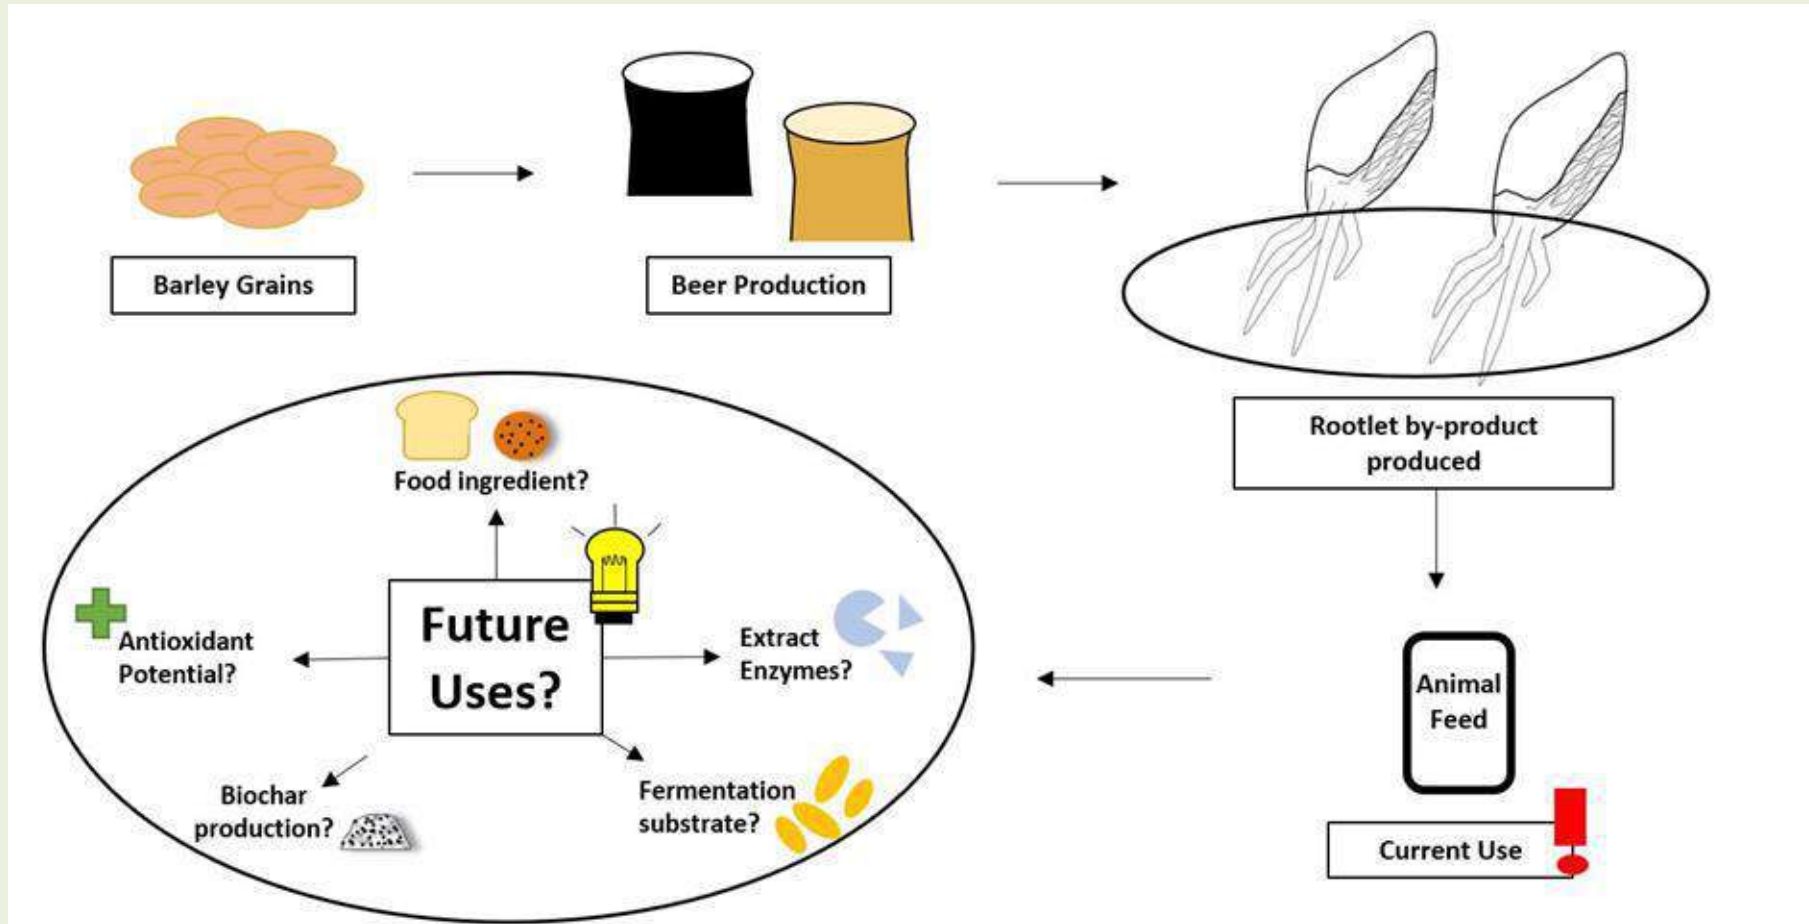 Barley Grains
Beer Production
Rootlet by-product
produced
Animal
Feed
Current Use
Future
Uses?
Food ingredient?
Extract
Enzymes?
Fermentation
substrate?
Biochar
production?
Antioxidant
Potential?